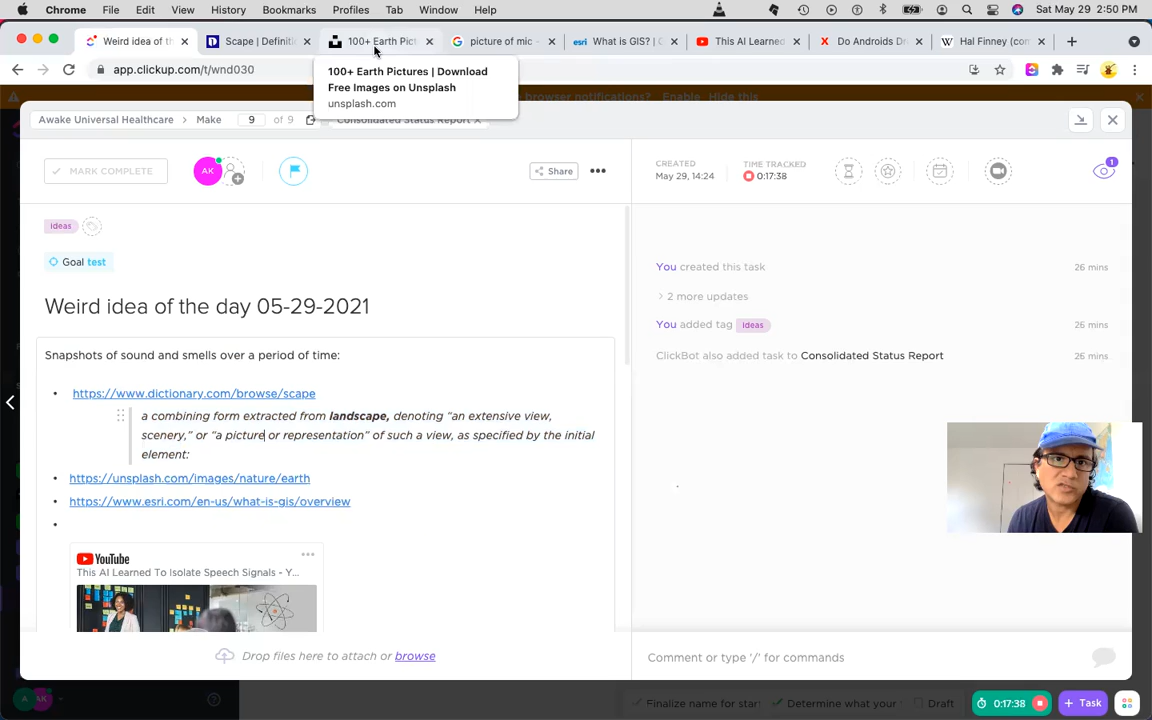 Chrome File Edit View History Bookmarks Profiles Tab Window Help Sat May 29 2:50 PM
Weird idea of th Scape | Definiti 100+ Earth Pict picture of mic - esri What is GIS? | G This AI Learned Do Androids Dr Hal Finney (com
app.clickup.com/t/wnd030
100+ Earth Pictures | Download
Free Images on Unsplash
unsplash.com
browser notifications? Enable Hide this
Awake Universal Healthcare > Make 9 of 9 Consolidated Status Report
MARK COMPLETE AK Share CREATED TIME TRACKED 1
May 29, 14:24 0:17:38
ideas
Goal test
Weird idea of the day 05-29-2021
Snapshots of sound and smells over a period of time:
• https://www.dictionary.com/browse/scape
a combining form extracted from landscape, denoting “an extensive view,
scenery,” or “a picture or representation” of such a view, as specified by the initial
element:
• https://unsplash.com/images/nature/earth
• https://www.esri.com/en-us/what-is-gis/overview
•
YouTube
This AI Learned To Isolate Speech Signals - Y...
Drop files here to attach or browse
You created this task 26 mins
> 2 more updates
You added tag ideas 26 mins
ClickBot also added task to Consolidated Status Report 26 mins
Comment or type '/' for commands
A AK Finalize name for star Determine what your Draft 0:17:38 + Task